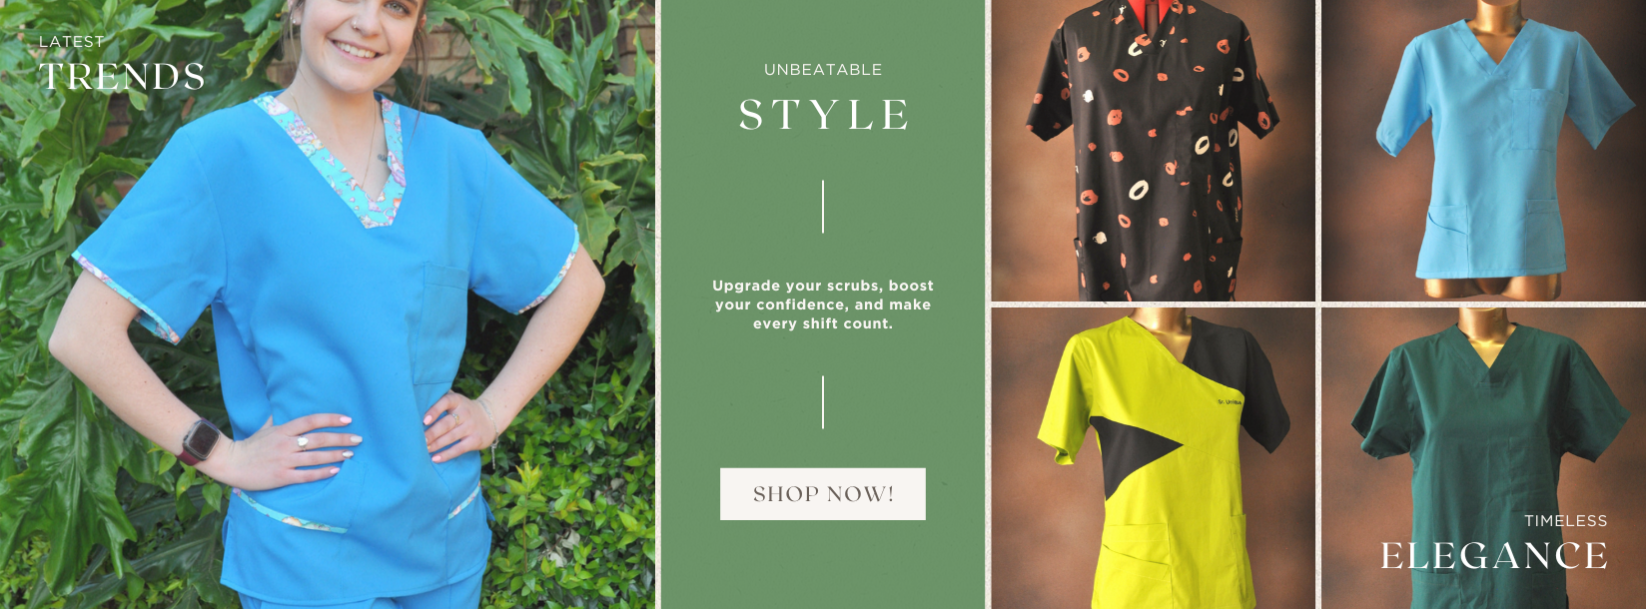 LATEST
TRENDS
UNBEATABLE
STYLE
Upgrade your scrubs, boost
your confidence, and make
every shift count.
SHOP NOW!
TIMELESS
ELEGANCE